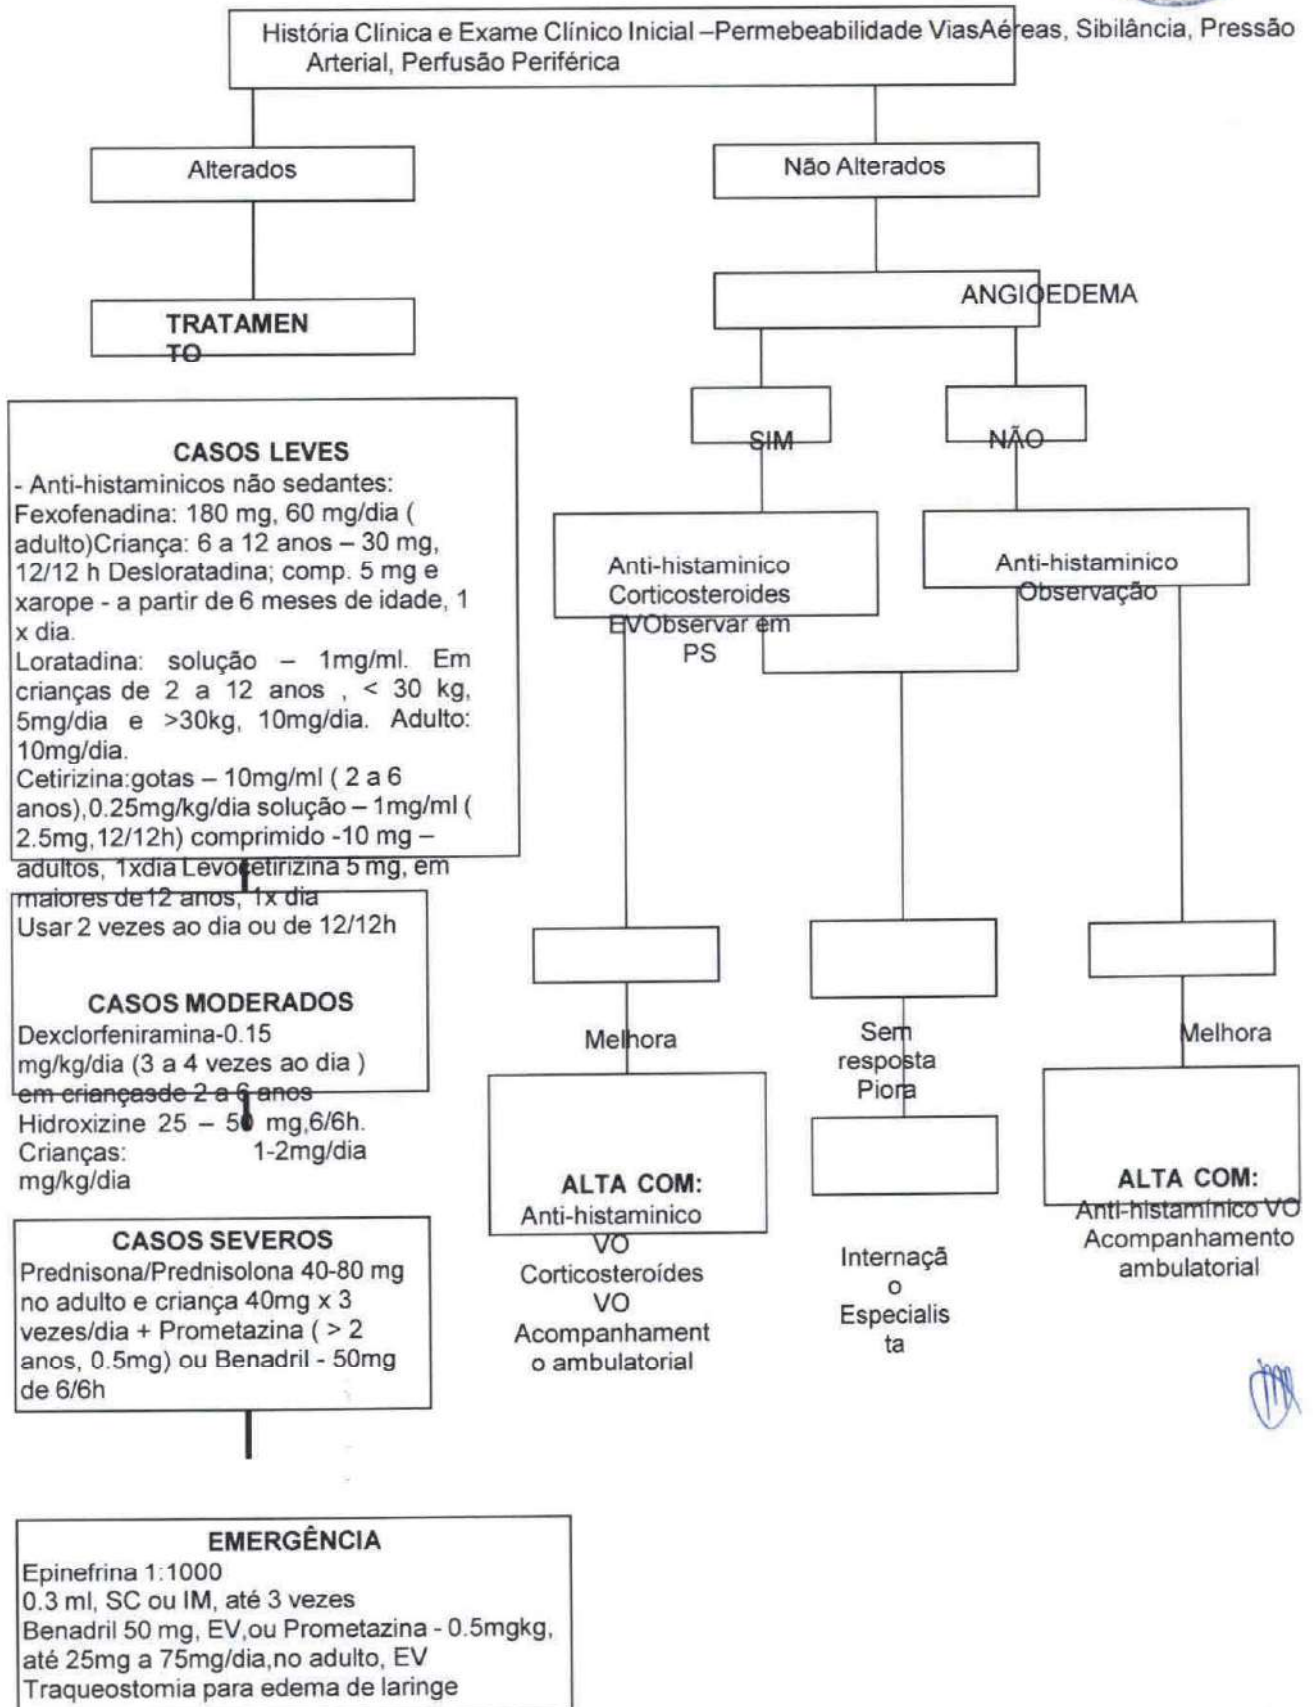 História Clínica e Exame Clínico Inicial –Permebeabilidade ViasAéreas, Sibilância, Pressão
Arterial, Perfusão Periférica
Alterados
Não Alterados
TRATAMEN
TO
ANGIOEDEMA
SIM
NÃO
CASOS LEVES
- Anti-histaminicos não sedantes:
Fexofenadina: 180 mg, 60 mg/dia (
adulto)Criança: 6 a 12 anos – 30 mg,
12/12 h Desloratadina; comp. 5 mg e
xarope - a partir de 6 meses de idade, 1
x dia.
Loratadina: solução – 1mg/ml. Em
crianças de 2 a 12 anos , < 30 kg,
5mg/dia e >30kg, 10mg/dia. Adulto:
10mg/dia.
Cetirizina:gotas – 10mg/ml ( 2 a 6
anos),0.25mg/kg/dia solução – 1mg/ml (
2.5mg,12/12h) comprimido -10 mg –
adultos, 1xdia Levocetirizina 5 mg, em
maiores de12 anos, 1x dia
Usar 2 vezes ao dia ou de 12/12h
CASOS MODERADOS
Dexclorfeniramina-0.15
mg/kg/dia (3 a 4 vezes ao dia )
em criançasde 2 a 6 anos
Hidroxizine 25 – 50 mg,6/6h.
Crianças: 1-2mg/dia
mg/kg/dia
CASOS SEVEROS
Prednisona/Prednisolona 40-80 mg
no adulto e criança 40mg x 3
vezes/dia + Prometazina ( > 2
anos, 0.5mg) ou Benadril - 50mg
de 6/6h
EMERGÊNCIA
Epinefrina 1:1000
0.3 ml, SC ou IM, até 3 vezes
Benadril 50 mg, EV,ou Prometazina - 0.5mgkg,
até 25mg a 75mg/dia,no adulto, EV
Traqueostomia para edema de laringe
Anti-histaminico
Corticosteroides
EVObservar em
PS
Anti-histaminico
Observação
Melhora
Sem
resposta
Piora
Melhora
ALTA COM:
Anti-histaminico
VO
Corticosteroídes
VO
Acompanhament
o ambulatorial
Internaçã
o
Especialis
ta
ALTA COM:
Anti-histamínico VO
Acompanhamento
ambulatorial